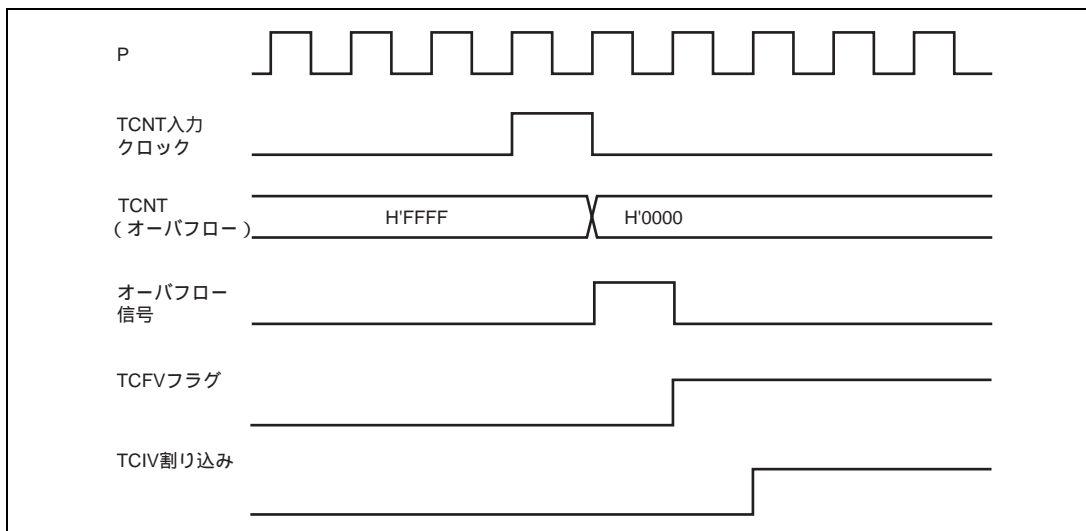 P
TCNT入力
クロック
TCNT
(オーバフロー)
H'FFFF
H'0000
オーバフロー
信号
TCFVフラグ
TCIV割り込み